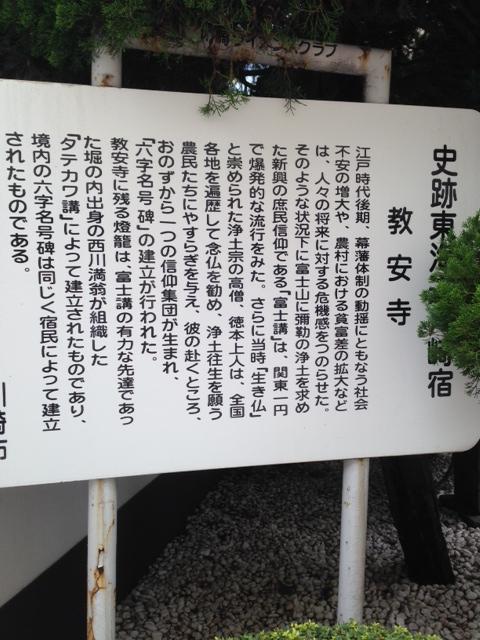 史跡東海
崎宿
教安寺
江戸時代後期、幕藩体制の動揺にともなう社会
不安の増大や、農村における貧富差の拡大など
は、人々の将来に対する危機感をつのらせた。
そのような状況下に富士山に弥勒の浄土を求め
た新興の庶民信仰である「富士講」は、関東一円
で爆発的な流行をみた。さらに当時「生き仏」
と崇められた浄土宗の高僧、徳本上人は、全国
各地を遍歴して念仏を勧め、浄土往生を願う
農民たちにやすらぎを与え、彼の赴くところ、
おのずから一つの信仰集団が生まれ、
「六字名号碑」の建立が行われた。
教安寺に残る燈籠は、富士講の有力な先達であっ
た堀の内出身の西川満翁が組織した
「タテカワ講」によって建立されたものであり、
境内の六字名号碑は同じく宿民によって建立
されたものである。
川崎市
クラブ